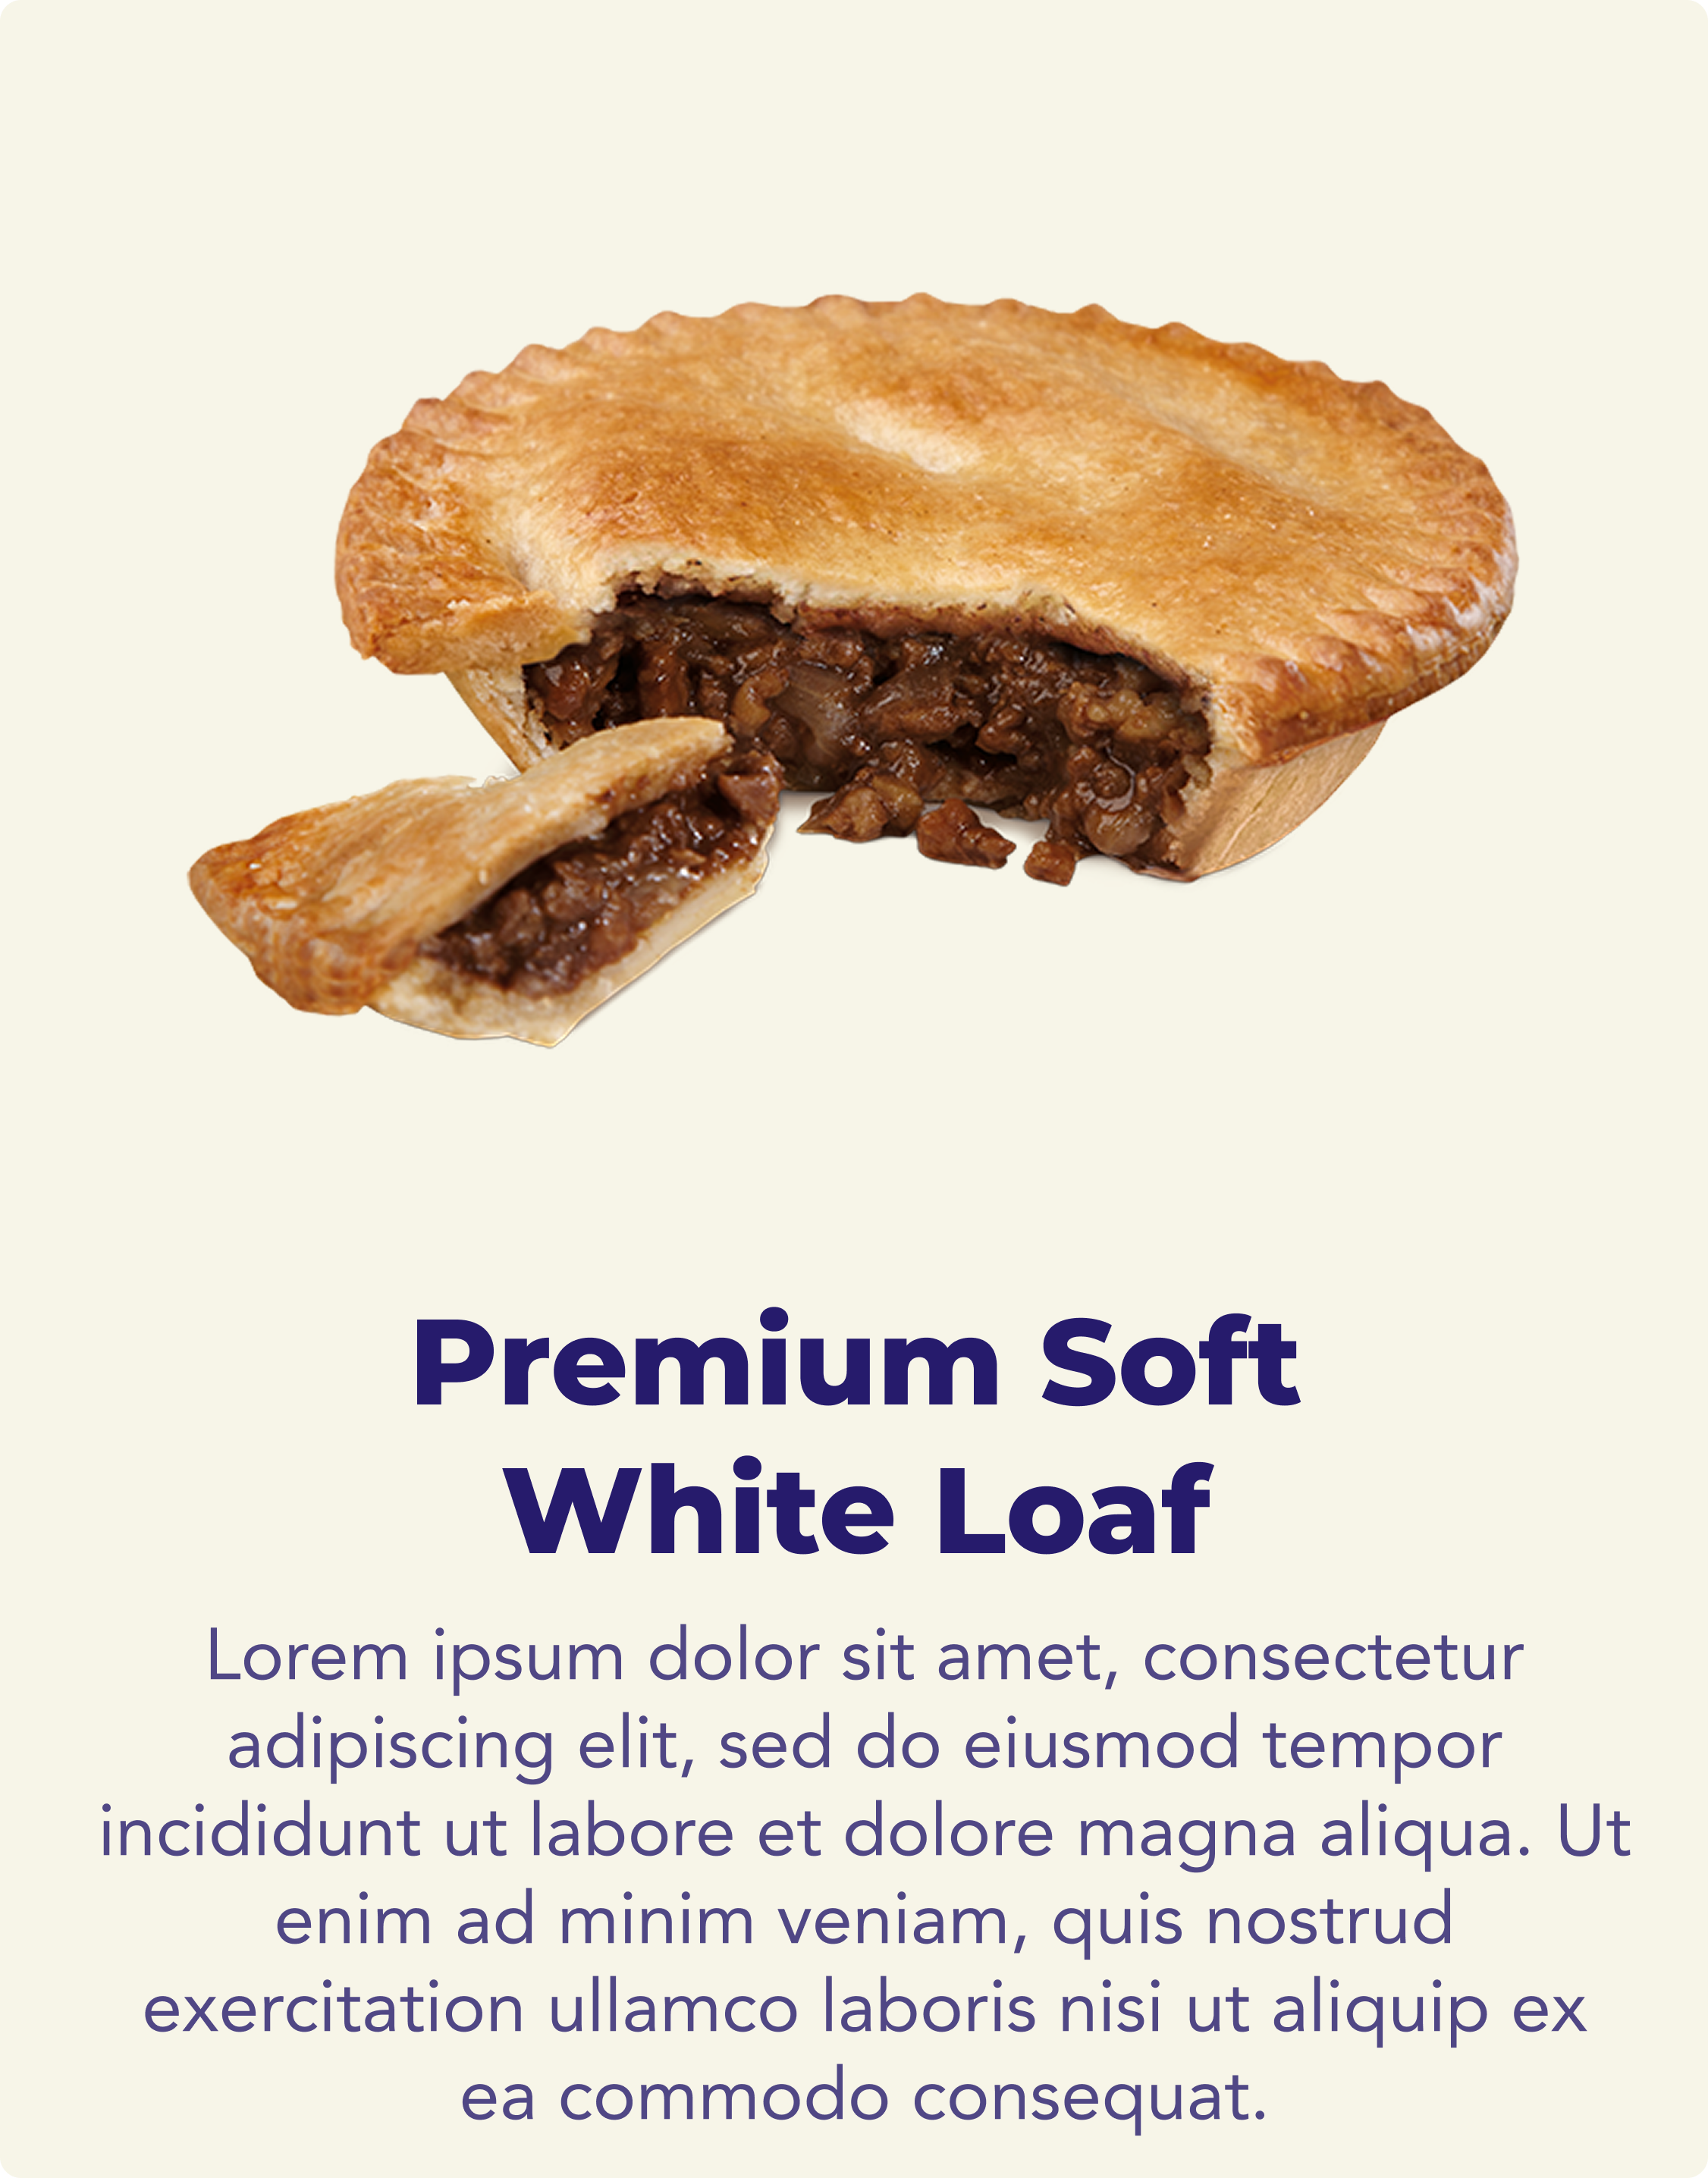 Premium Soft
White Loaf
Lorem ipsum dolor sit amet, consectetur
adipiscing elit, sed do eiusmod tempor
incididunt ut labore et dolore magna aliqua. Ut
enim ad minim veniam, quis nostrud
exercitation ullamco laboris nisi ut aliquip ex
ea commodo consequat.